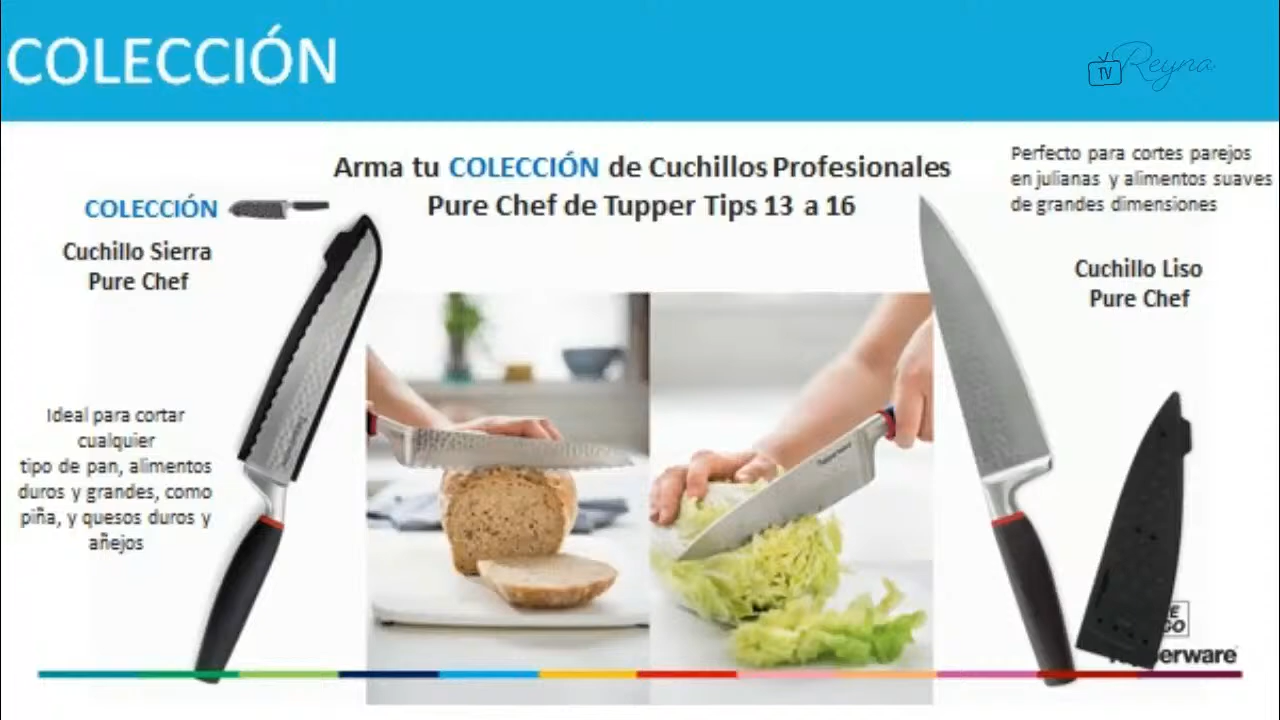 COLECCIÓN
TV Reyna
Arma tu COLECCIÓN de Cuchillos Profesionales
Pure Chef de Tupper Tips 13 a 16
COLECCIÓN
Cuchillo Sierra
Pure Chef
Ideal para cortar
cualquier
tipo de pan, alimentos
duros y grandes, como
piña, y quesos duros y
añejos
Perfecto para cortes parejos
en julianas y alimentos suaves
de grandes dimensiones
Cuchillo Liso
Pure Chef